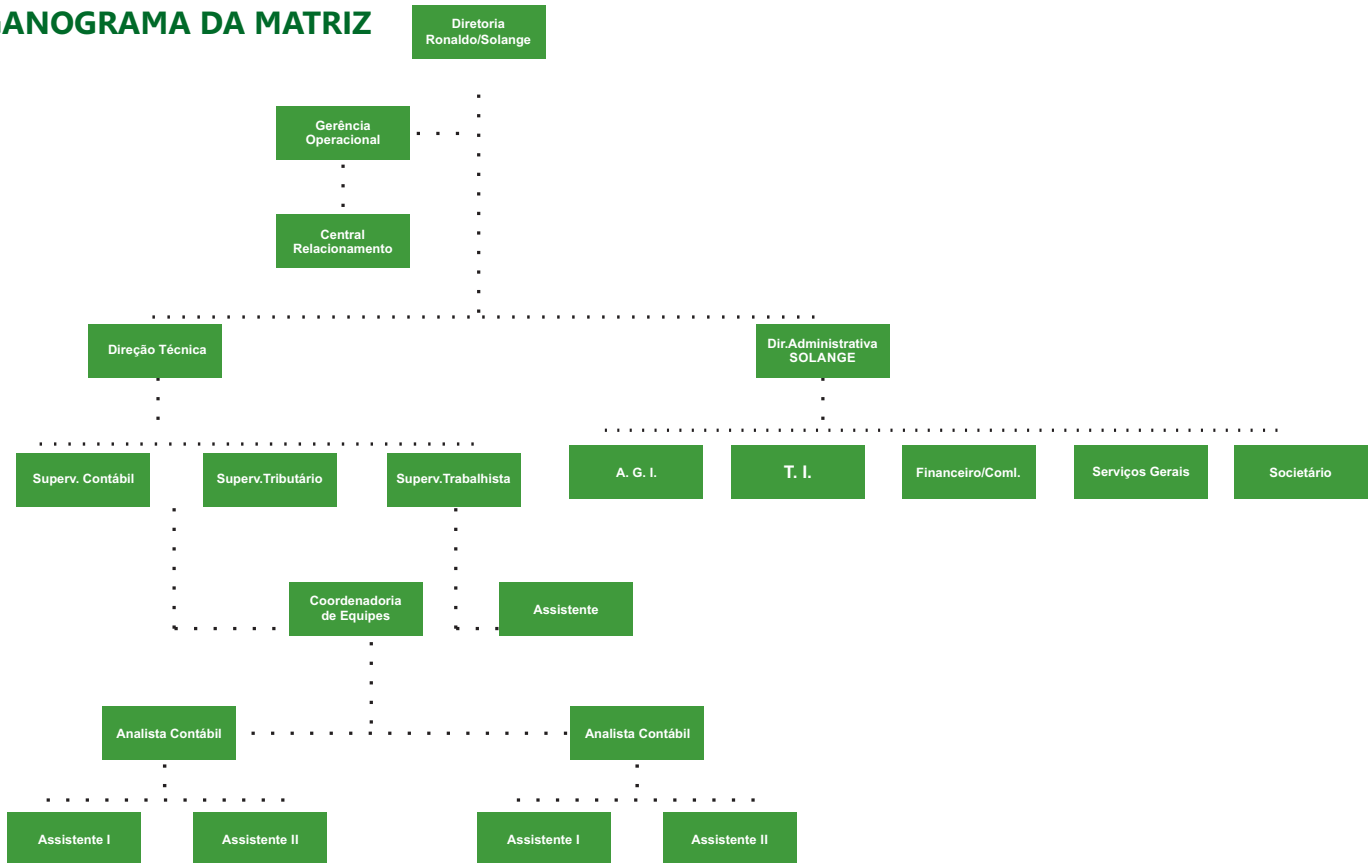 GANOGRAMA DA MATRIZ
Diretoria
Ronaldo/Solange
Gerência
Operacional
Central
Relacionamento
Direção Técnica
Dir.Administrativa
SOLANGE
Superv. Contábil
Superv.Tributário
Superv.Trabalhista
A. G. I.
T. I.
Financeiro/Coml.
Serviços Gerais
Societário
Coordenadoria
de Equipes
Assistente
Analista Contábil
Analista Contábil
Assistente I
Assistente II
Assistente I
Assistente II